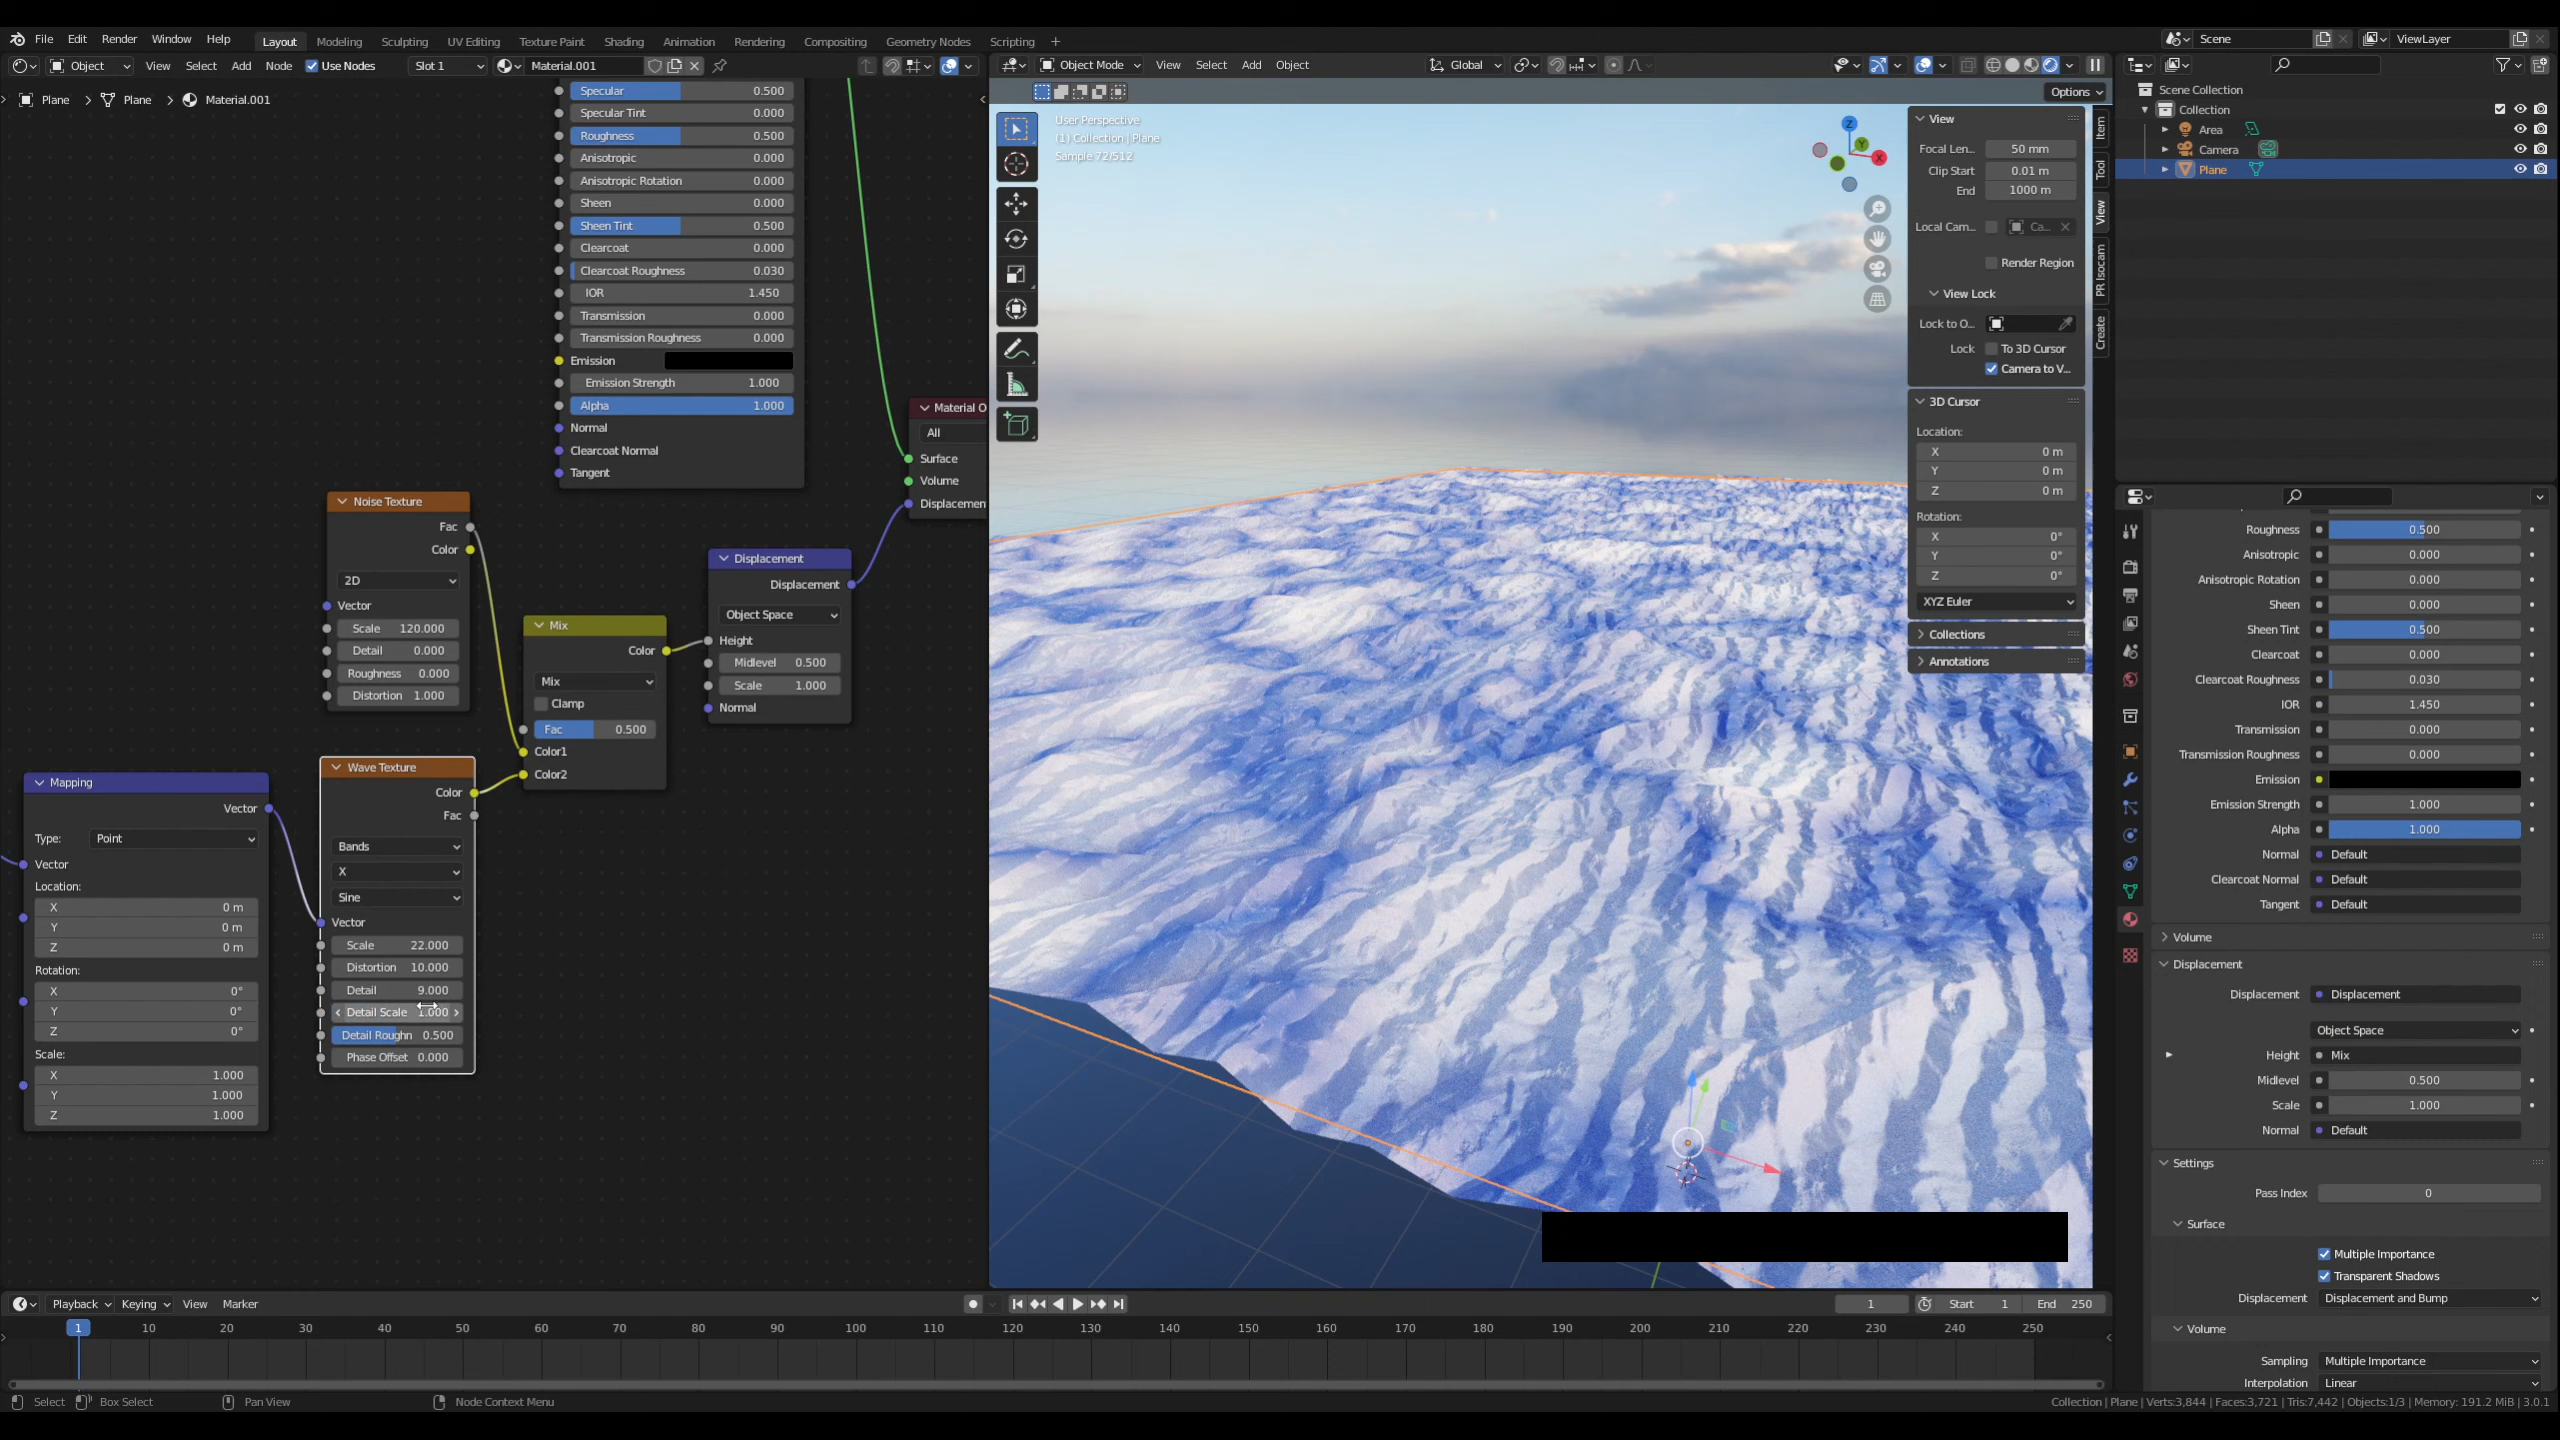 File Edit Render Window Help Layout Modeling Sculpting UV Editing Texture Paint Shading Animation Rendering Compositing Geometry Nodes Scripting + Scene ViewLayer
Object View Select Add Node Use Nodes Slot 1 Material.001
Plane > Plane > Material.001
Specular 0.500
Specular Tint 0.000
Roughness 0.500
Anisotropic 0.000
Anisotropic Rotation 0.000
Sheen 0.000
Sheen Tint 0.500
Clearcoat 0.000
Clearcoat Roughness 0.030
IOR 1.450
Transmission 0.000
Transmission Roughness 0.000
Emission
Emission Strength 1.000
Alpha 1.000
Normal
Clearcoat Normal
Tangent
Material O
All
Surface
Volume
Displacemen
Noise Texture
Fac
Color
2D
Vector
Scale 120.000
Detail 0.000
Roughness 0.000
Distortion 1.000
Mix
Color
Mix
Clamp
Fac 0.500
Color1
Color2
Displacement
Displacement
Object Space
Height
Midlevel 0.500
Scale 1.000
Normal
Mapping
Vector
Type: Point
Vector
Location:
X 0 m
Y 0 m
Z 0 m
Rotation:
X 0°
Y 0°
Z 0°
Scale:
X 1.000
Y 1.000
Z 1.000
Wave Texture
Color
Fac
Bands
X
Sine
Vector
Scale 22.000
Distortion 10.000
Detail 9.000
Detail Scale 1.000
Detail Roughn 0.500
Phase Offset 0.000
Object Mode View Select Add Object Global
Options
User Perspective
(1) Collection | Plane
Sample 72/512
Z
Y
X
View
Focal Len... 50 mm
Clip Start 0.01 m
End 1000 m
Local Cam... Ca...
Render Region
View Lock
Lock to O...
Lock To 3D Cursor
Camera to V...
3D Cursor
Location:
X 0 m
Y 0 m
Z 0 m
Rotation:
X 0°
Y 0°
Z 0°
XYZ Euler
Collections
Annotations
Item
Tool
View
PR Isocam
Create
Scene Collection
Collection
Area
Camera
Plane
Roughness 0.500
Anisotropic 0.000
Anisotropic Rotation 0.000
Sheen 0.000
Sheen Tint 0.500
Clearcoat 0.000
Clearcoat Roughness 0.030
IOR 1.450
Transmission 0.000
Transmission Roughness 0.000
Emission
Emission Strength 1.000
Alpha 1.000
Normal Default
Clearcoat Normal Default
Tangent Default
Volume
Displacement
Displacement Displacement
Object Space
Height Mix
Midlevel 0.500
Scale 1.000
Normal Default
Settings
Pass Index 0
Surface
Multiple Importance
Transparent Shadows
Displacement Displacement and Bump
Volume
Sampling Multiple Importance
Interpolation Linear
Playback Keying View Marker 1 Start 1 End 250
1 10 20 30 40 50 60 70 80 90 100 110 120 130 140 150 160 170 180 190 200 210 220 230 240 250
Select Box Select Pan View Node Context Menu Collection | Plane | Verts:3,844 | Faces:3,721 | Tris:7,442 | Objects:1/3 | Memory: 191.2 MiB | 3.0.1